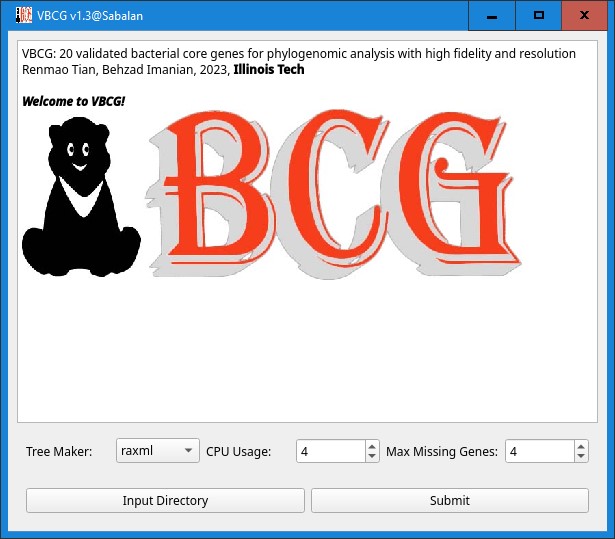 VBCG v1.3@Sabalan
VBCG: 20 validated bacterial core genes for phylogenomic analysis with high fidelity and resolution
Renmao Tian, Behzad Imanian, 2023, Illinois Tech
Welcome to VBCG!
BCG
Tree Maker: raxml CPU Usage: 4 Max Missing Genes: 4
Input Directory Submit